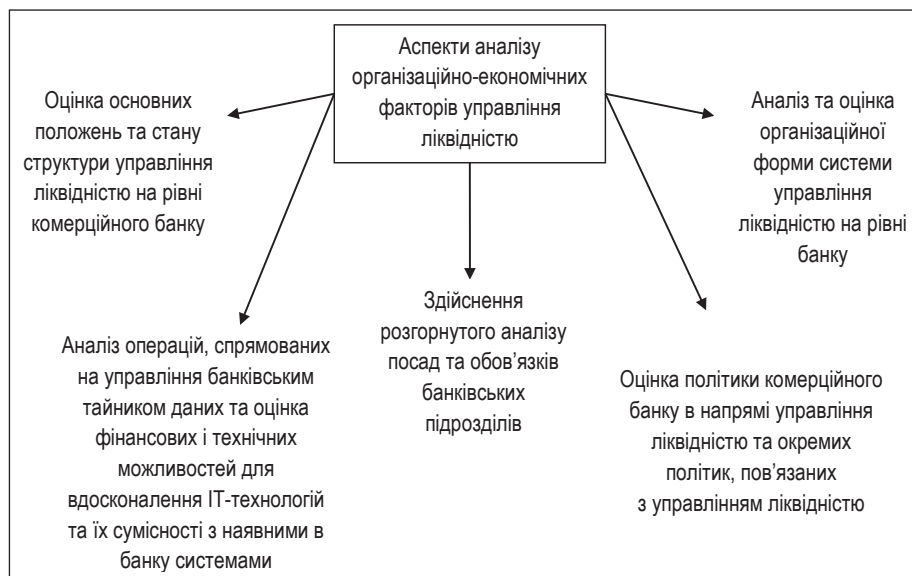 Аспекти аналізу
організаційно-економічних
факторів управління
ліквідністю
Оцінка основних
положень та стану
структури управління
ліквідністю на рівні
комерційного банку
Аналіз та оцінка
організаційної
форми системи
управління
ліквідністю на рівні
банку
Аналіз операцій, спрямованих
на управління банківським
тайником даних та оцінка
фінансових і технічних
можливостей для
вдосконалення ІТ-технологій
та їх сумісності з наявними в
банку системами
Здійснення
розгорнутого аналізу
посад та обов’язків
банківських
підрозділів
Оцінка політики комерційного
банку в напрямі управління
ліквідністю та окремих
політик, пов’язаних
з управлінням ліквідністю